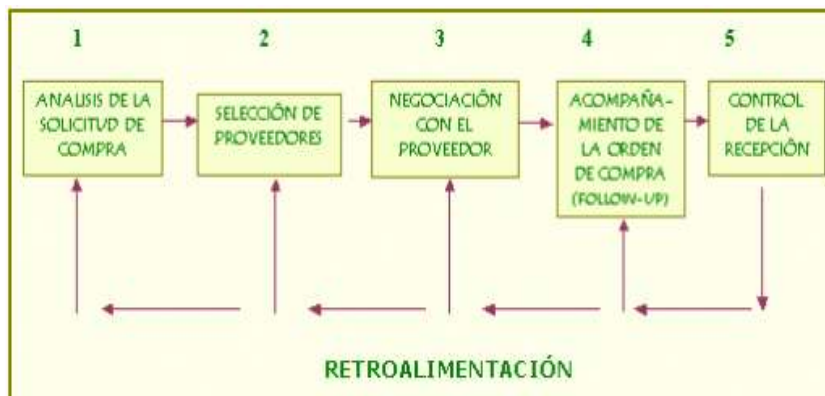 1 2 3 4 5
ANALISIS DE LA
SOLICITUD DE
COMPRA
SELECCIÓN DE
PROVEEDORES
NEGOCIACIÓN
CON EL
PROVEEDOR
ACOMPAÑA-
MIENTO DE
LA ORDEN
DE COMPRA
(FOLLOW-UP)
CONTROL
DE LA
RECEPCIÓN
RETROALIMENTACIÓN